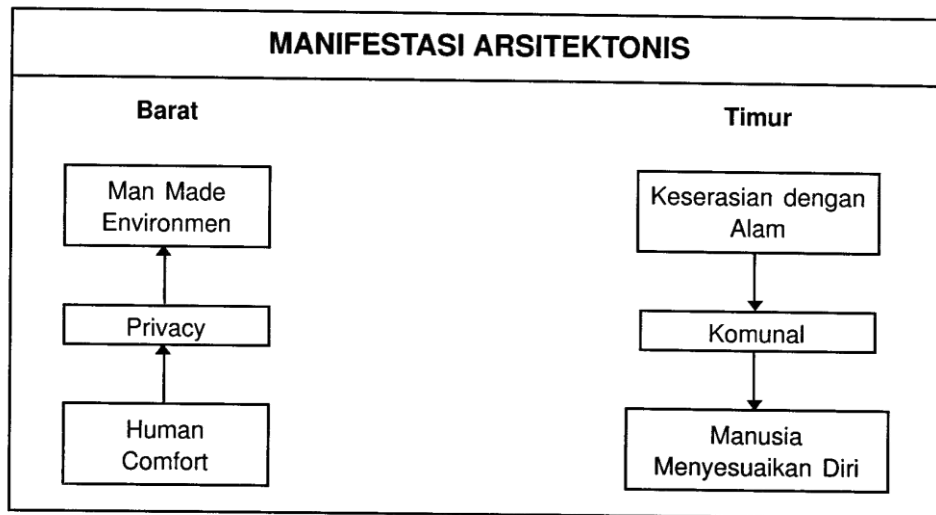 MANIFESTASI ARSITEKTONIS
Barat
Timur
Man Made
Environmen
Keserasian dengan
Alam
Privacy
Komunal
Human
Comfort
Manusia
Menyesuaikan Diri